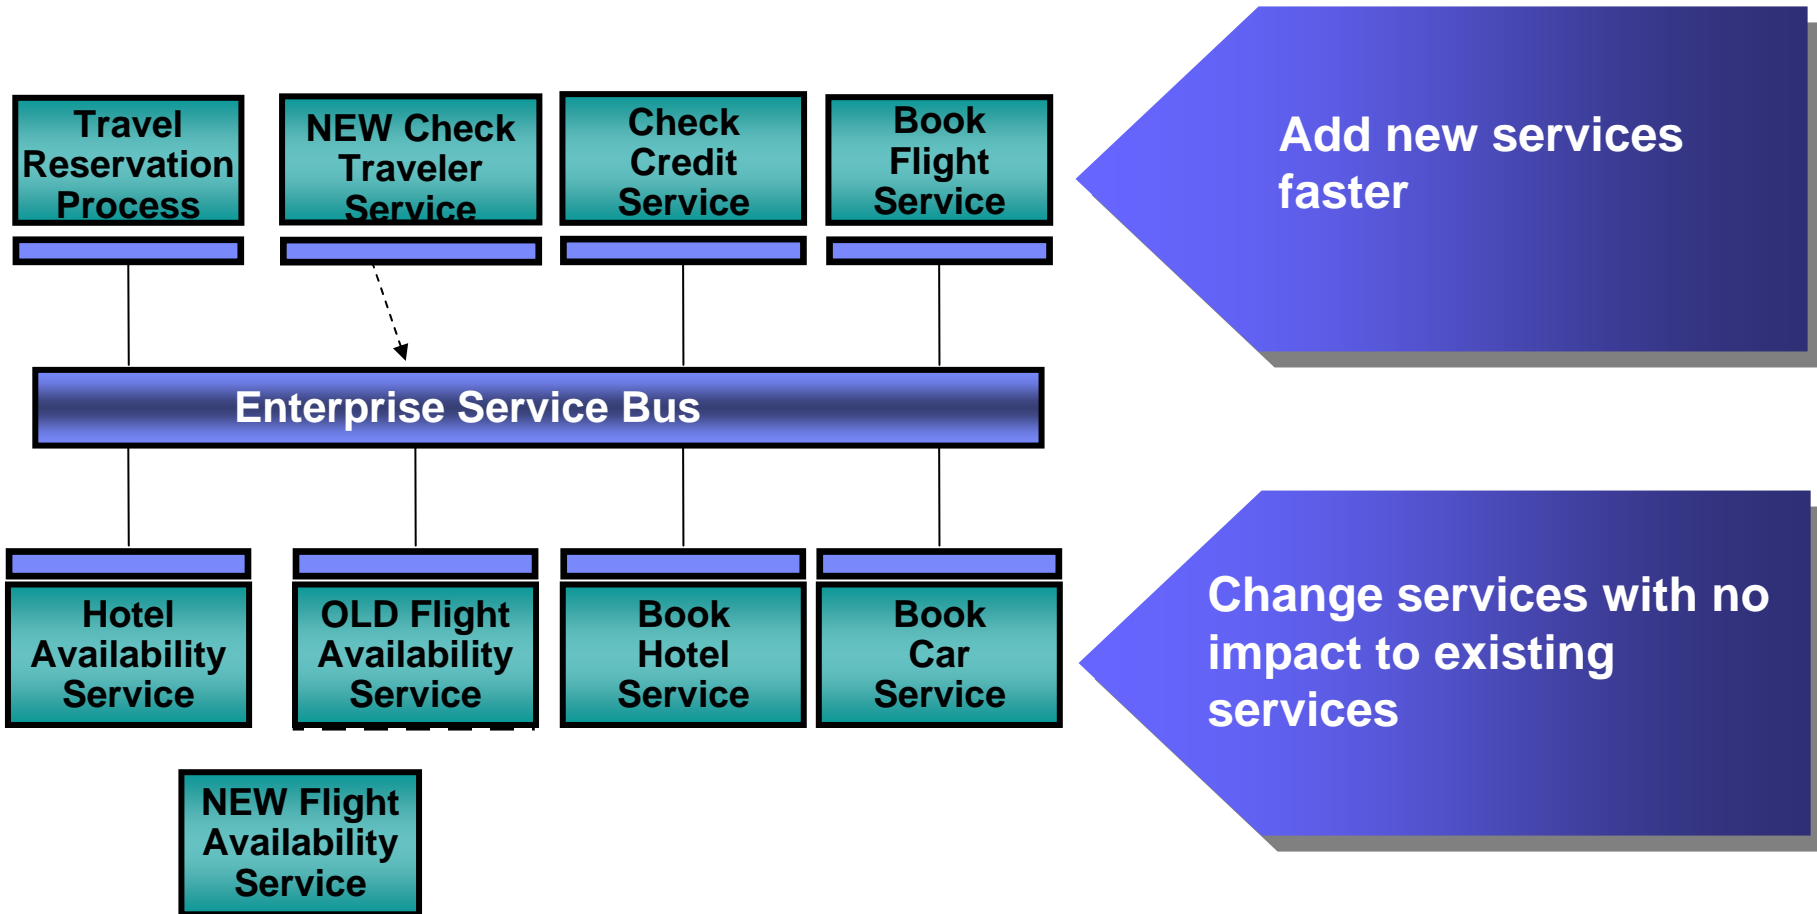 Travel
Reservation
Process
NEW Check
Traveler
Service
Check
Credit
Service
Book
Flight
Service
Add new services
faster
Enterprise Service Bus
Hotel
Availability
Service
OLD Flight
Availability
Service
Book
Hotel
Service
Book
Car
Service
Change services with no
impact to existing
services
NEW Flight
Availability
Service